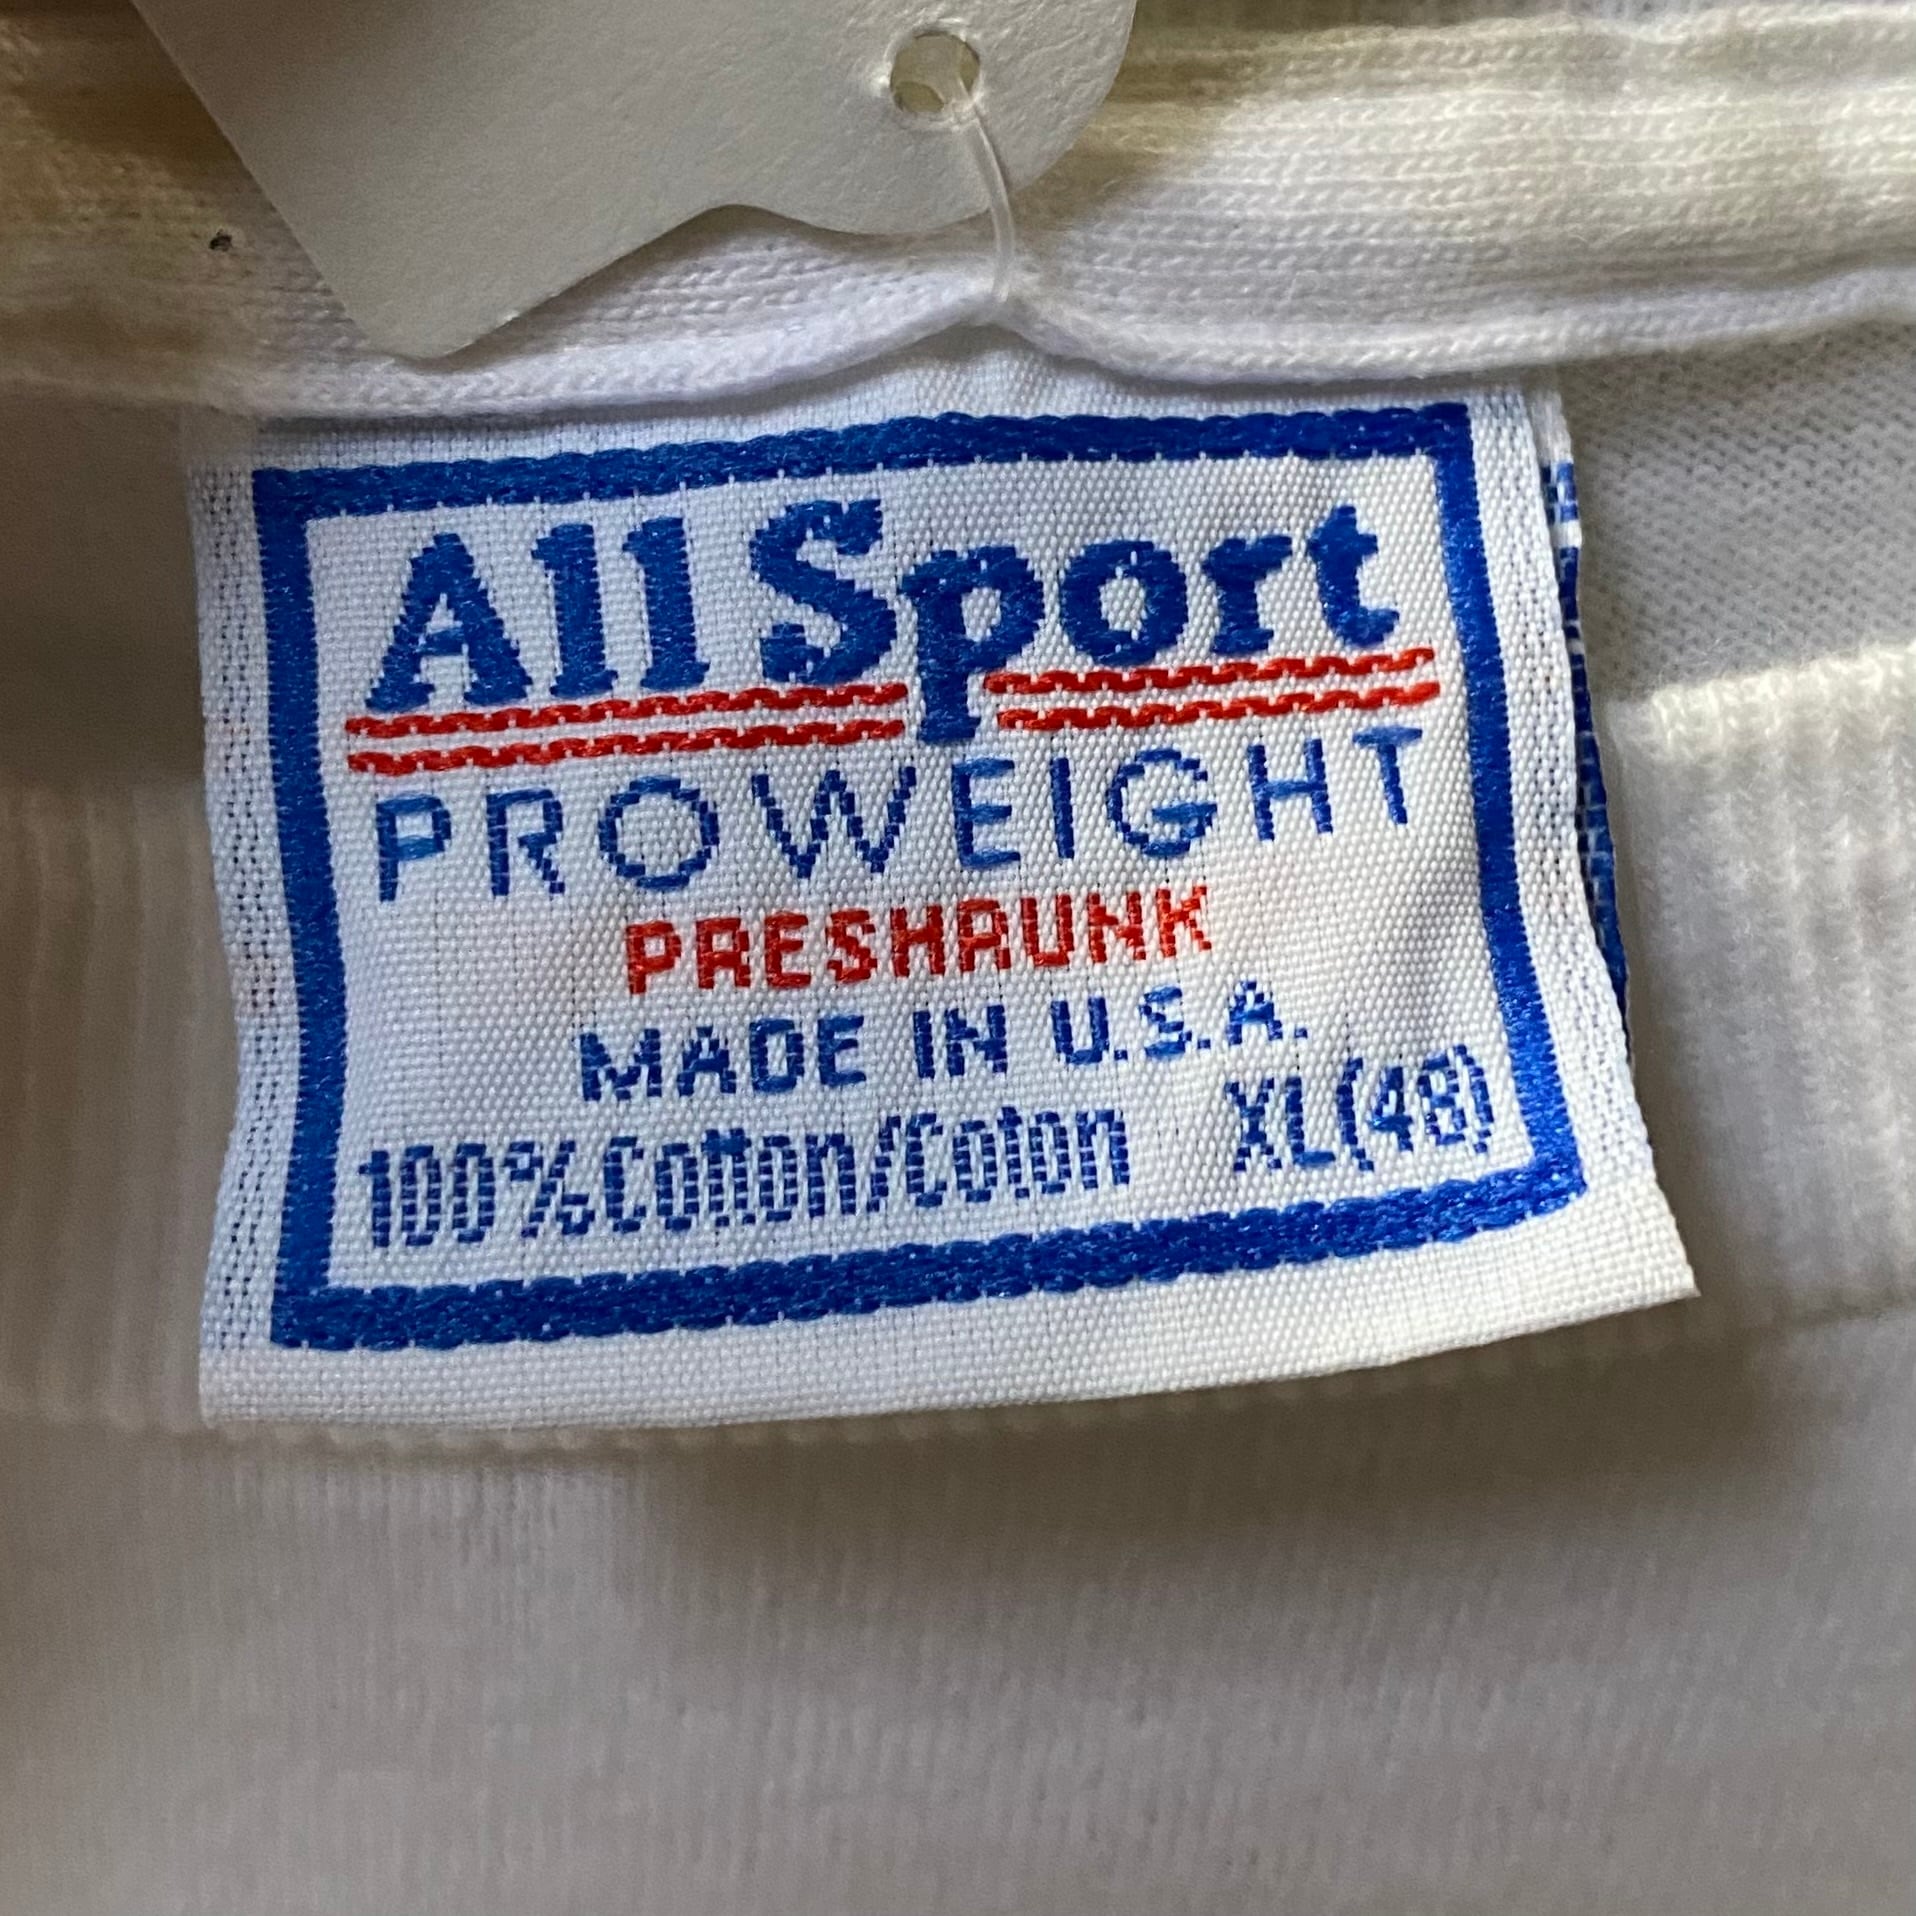 All Sport
PROWEIGHT
PRESHRUNK
MADE IN U.S.A.
100% Cotton/Coton XL(48)